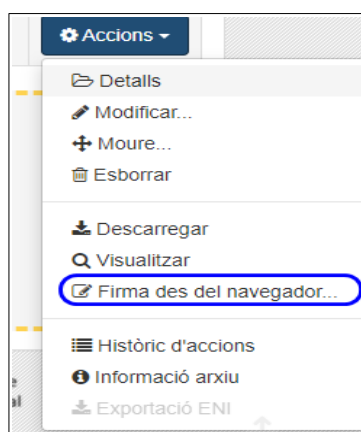 Accions
Detalls
Modificar...
Moure...
Esborrar
Descarregar
Visualitzar
Firma des del navegador...
Històric d'accions
Informació arxiu
Exportació ENI